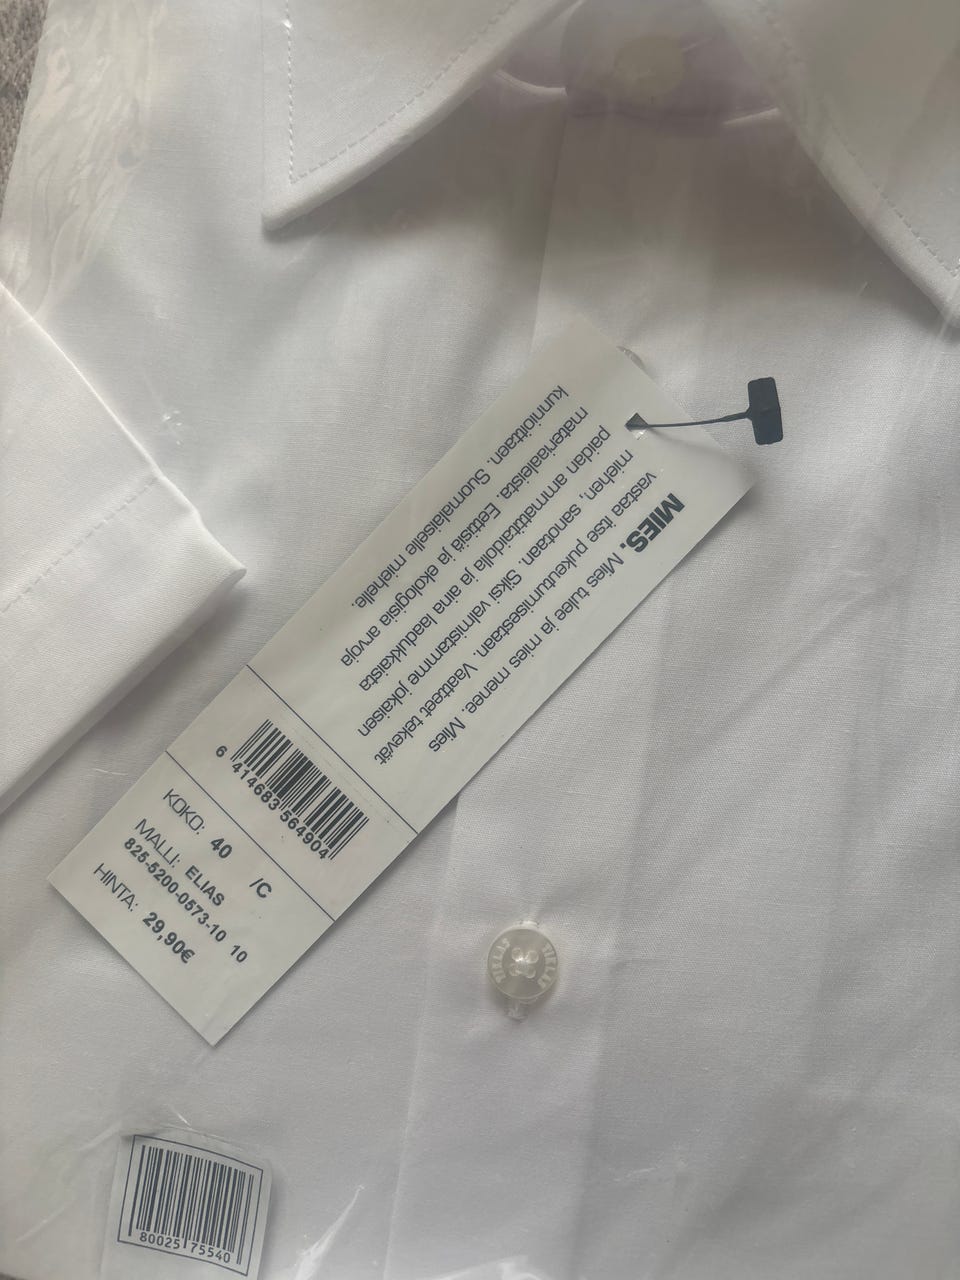 MIES. Mies tulee ja mies menee. Mies
vastaa itse pukeutumisestaan. Vaatteet tekevät
miehen, sanotaan. Siksi valmistamme jokaisen
paidan ammattitaidolla ja aina laadukkaista
materiaaleista. Eettisiä ja ekologisia arvoja
kunnioittaen. Suomalaiselle miehelle.
6 414683 564904
KOKO: 40 /C
MALLI: ELIAS
825-5200-0573-10 10
HINTA: 29,90€
80025 75540